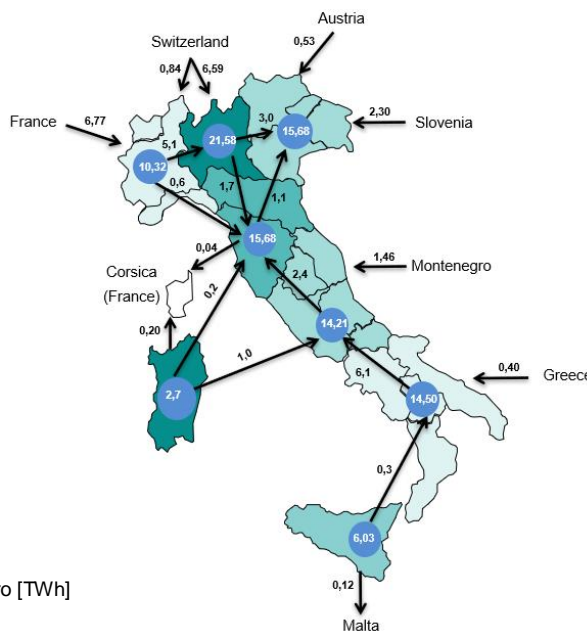 Austria
0,53
Switzerland
0,84
6,59
France
6,77
5,1
21,58
3,0
15,68
2,30
Slovenia
10,32
0,6
1,7
1,1
15,68
0,04
Corsica
(France)
0,2
2,4
1,46
Montenegro
0,20
14,21
1,0
6,1
0,40
Greece
2,7
14,50
0,3
6,03
ro [TWh]
0,12
Malta